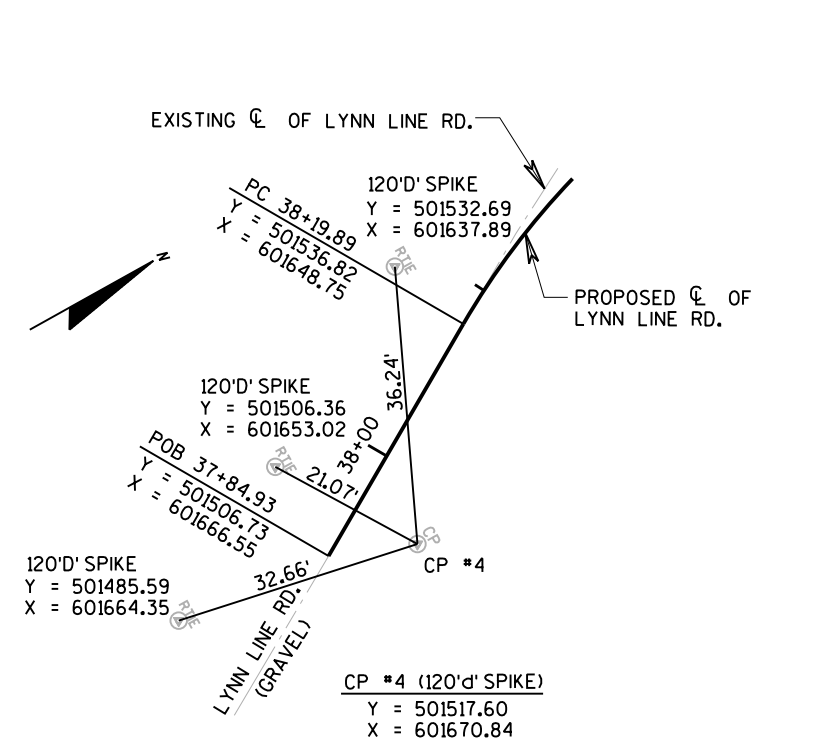 EXISTING ℄ OF LYNN LINE RD.
120'D' SPIKE
Y = 501532.69
X = 601637.89
PC 38+19.89
Y = 501536.82
X = 601648.75
RTIE
N
PROPOSED ℄ OF
LYNN LINE RD.
36.24'
120'D' SPIKE
Y = 501506.36
X = 601653.02
38+00
RTIE
21.07'
POB 37+84.93
Y = 501506.73
X = 601666.55
CP
CP #4
120'D' SPIKE
Y = 501485.59
X = 601664.35
RTIE
32.66'
LYNN LINE RD.
(GRAVEL)
CP #4 (120'd' SPIKE)
Y = 501517.60
X = 601670.84